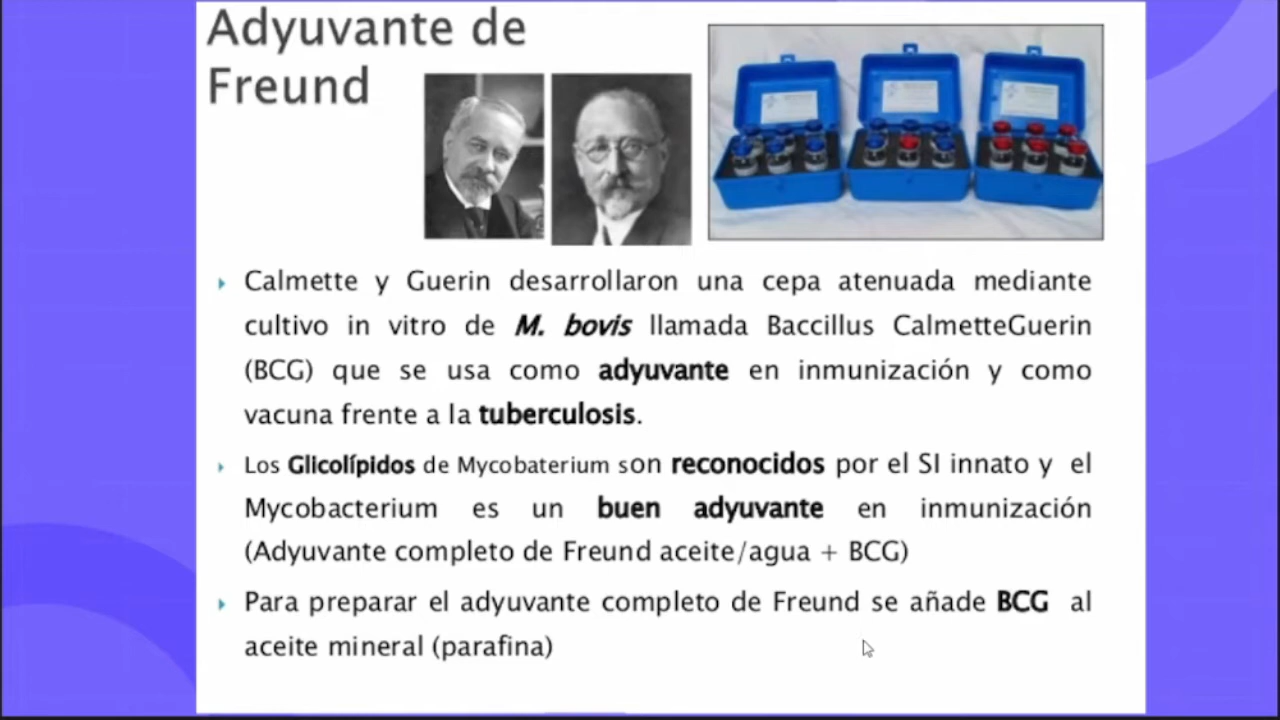 Adyuvante de
Freund
Calmette y Guerin desarrollaron una cepa atenuada mediante
cultivo in vitro de M. bovis llamada Baccillus CalmetteGuerin
(BCG) que se usa como adyuvante en inmunización y como
vacuna frente a la tuberculosis.
Los Glicolípidos de Mycobaterium son reconocidos por el SI innato y el
Mycobacterium es un buen adyuvante en inmunización
(Adyuvante completo de Freund aceite/agua + BCG)
Para preparar el adyuvante completo de Freund se añade BCG al
aceite mineral (parafina)